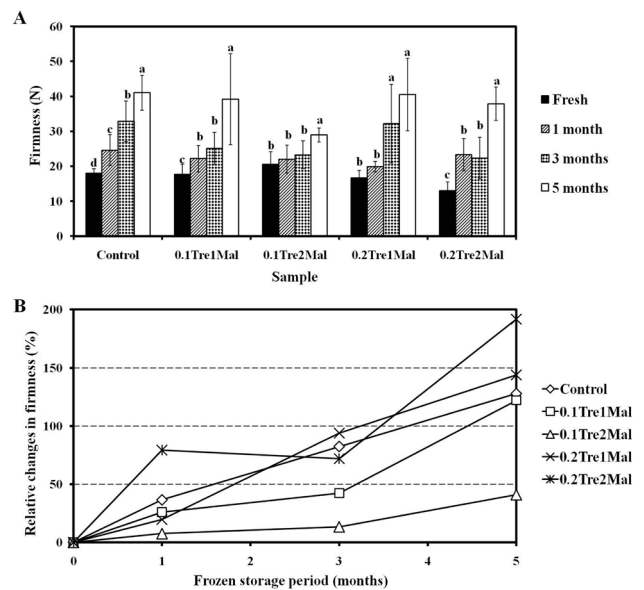 A
60
50
40
30
20
10
0
Firmness (N)
d
c
b
a
c
b
b
a
b
b
b
a
b
b
a
a
c
b
b
a
Control
0.1Tre1Mal
0.1Tre2Mal
0.2Tre1Mal
0.2Tre2Mal
Sample
Fresh
1 month
3 months
5 months
B
200
150
100
50
0
Relative changes in firmness (%)
0
1
2
3
4
5
Frozen storage period (months)
Control
0.1Tre1Mal
0.1Tre2Mal
0.2Tre1Mal
0.2Tre2Mal